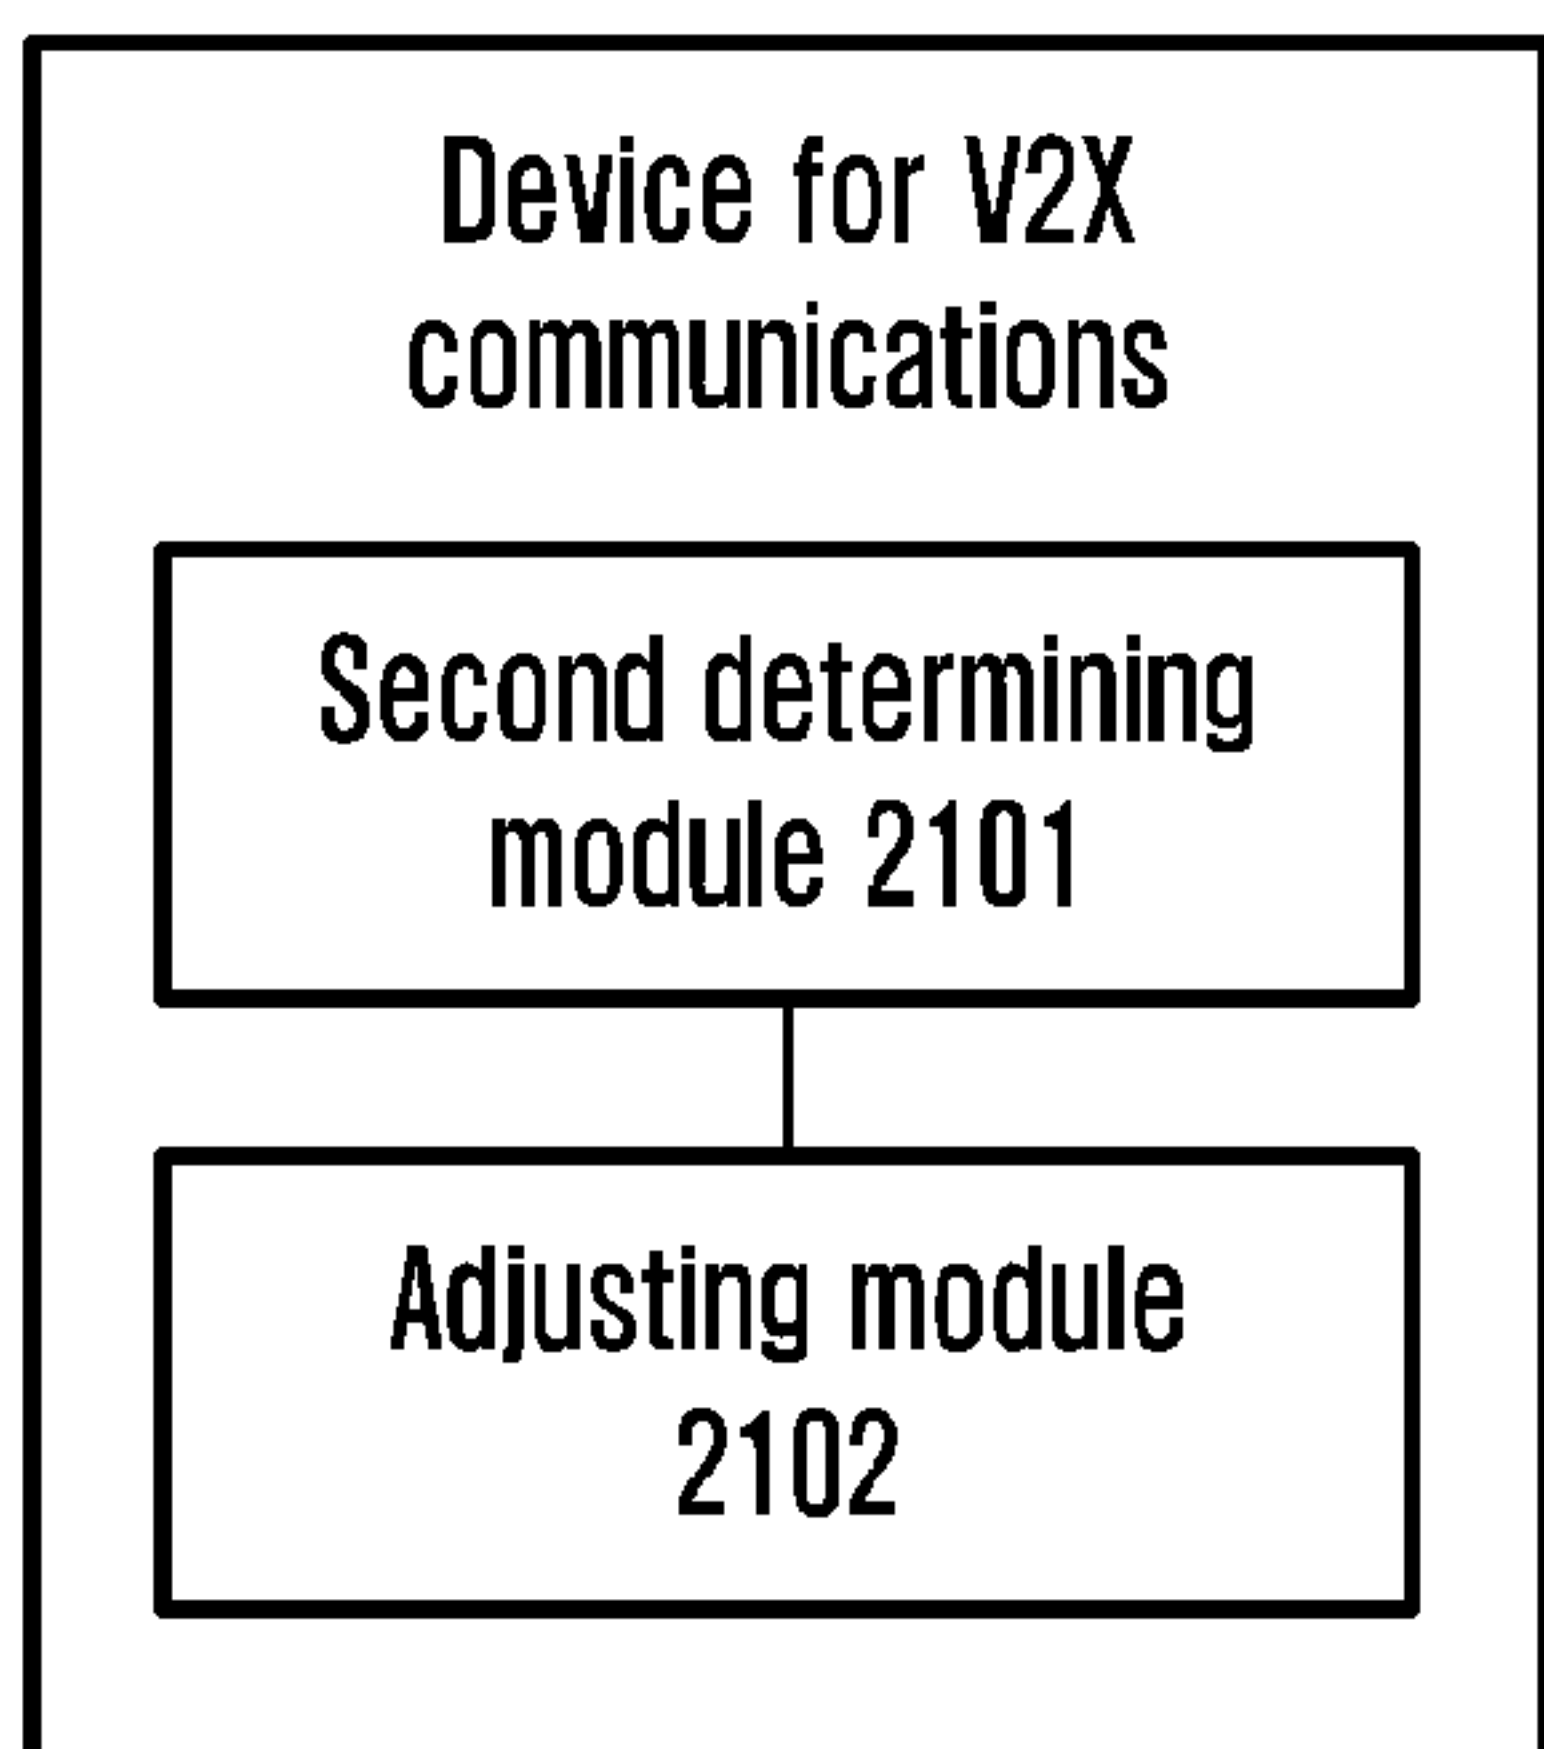 Device for V2X
communications
Second determining
module 2101
Adjusting module
2102